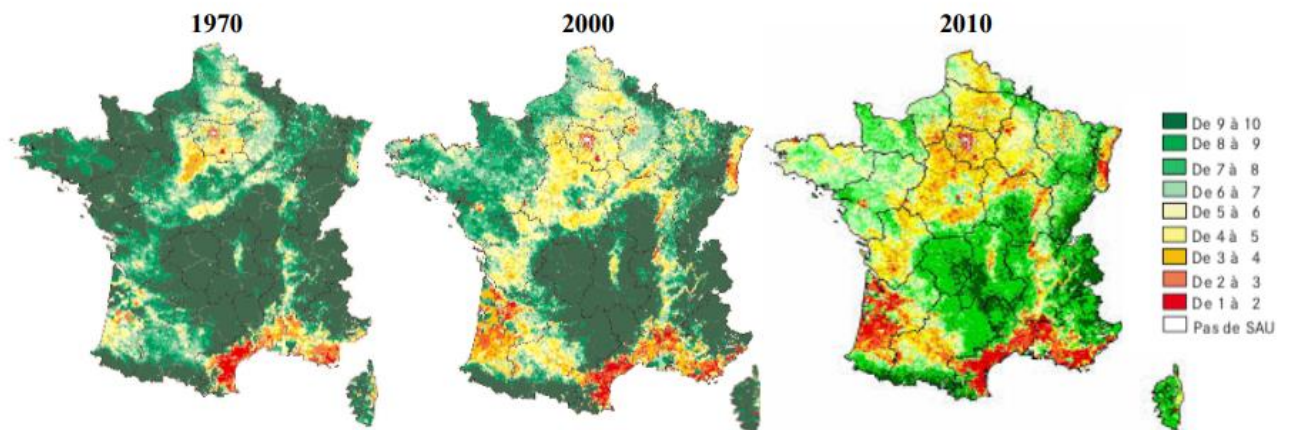 1970
2000
2010
De 9 à 10
De 8 à 9
De 7 à 8
De 6 à 7
De 5 à 6
De 4 à 5
De 3 à 4
De 2 à 3
De 1 à 2
Pas de SAU